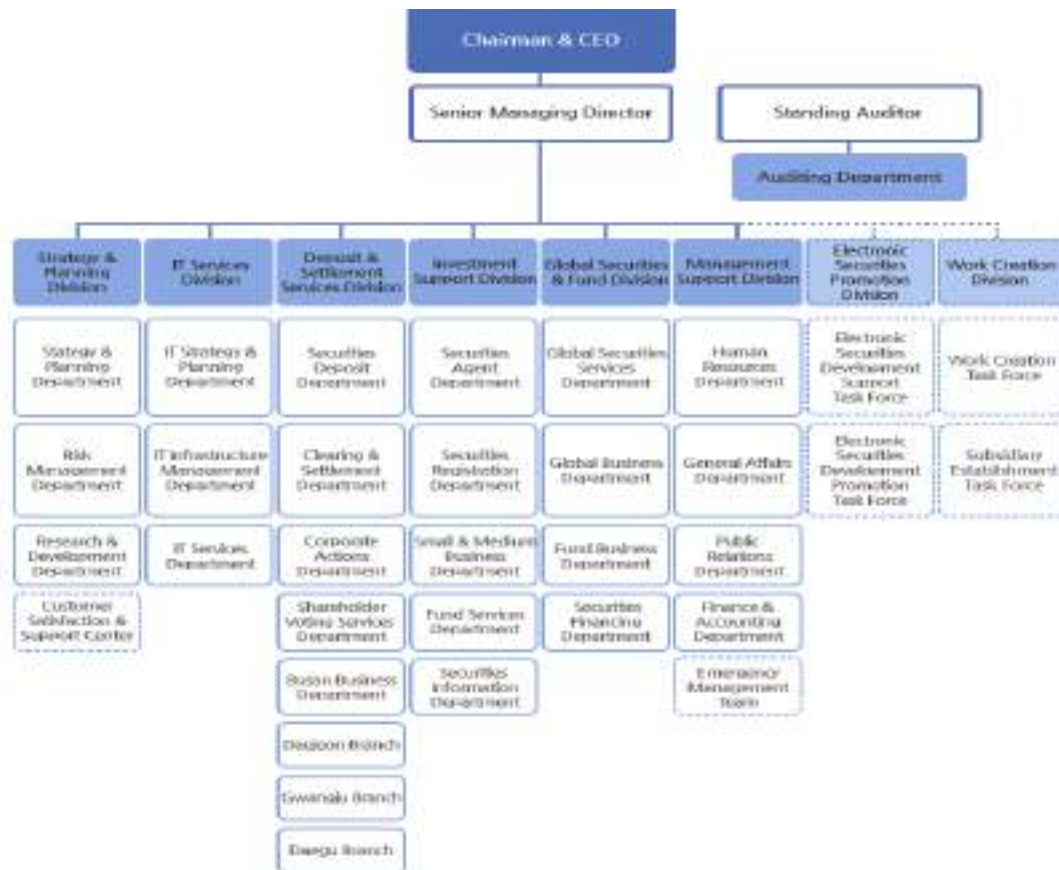 Chairman & CEO
Senior Managing Director
Standing Auditor
Auditing Department
Strategy &
Planning
Division
IT Services
Division
Deposit &
Settlement
Services Division
Investment
Support Division
Global Securities
& Fund Division
Management
Support Division
Electronic
Securities
Promotion
Division
Work Creation
Division
Stategy &
Planning
Department
IT Strategy &
Planning
Department
Securities
Deposit
Department
Securities
Agent
Department
Global Securities
Services
Department
Human
Resources
Department
Electronic
Securities
Development
Support
Task Force
Work Creation
Task Force
Risk
Management
Department
IT Infrastructure
Management
Department
Clearing &
Settlement
Department
Securities
Registration
Department
Global Business
Department
General Affairs
Department
Electronic
Securities
Development
Promotion
Task Force
Subsidiary
Establishment
Task Force
Research &
Development
Department
IT Services
Department
Corporate
Actions
Department
Small & Medium
Business
Department
Fund Business
Department
Public
Relations
Department
Customer
Satisfaction &
Support Center
Shareholder
Voting Services
Department
Fund Services
Department
Securities
Financing
Department
Finance &
Accounting
Department
Busan Business
Department
Securities
Information
Department
Emergency
Management
Team
Daejeon Branch
Gwangju Branch
Daegu Branch